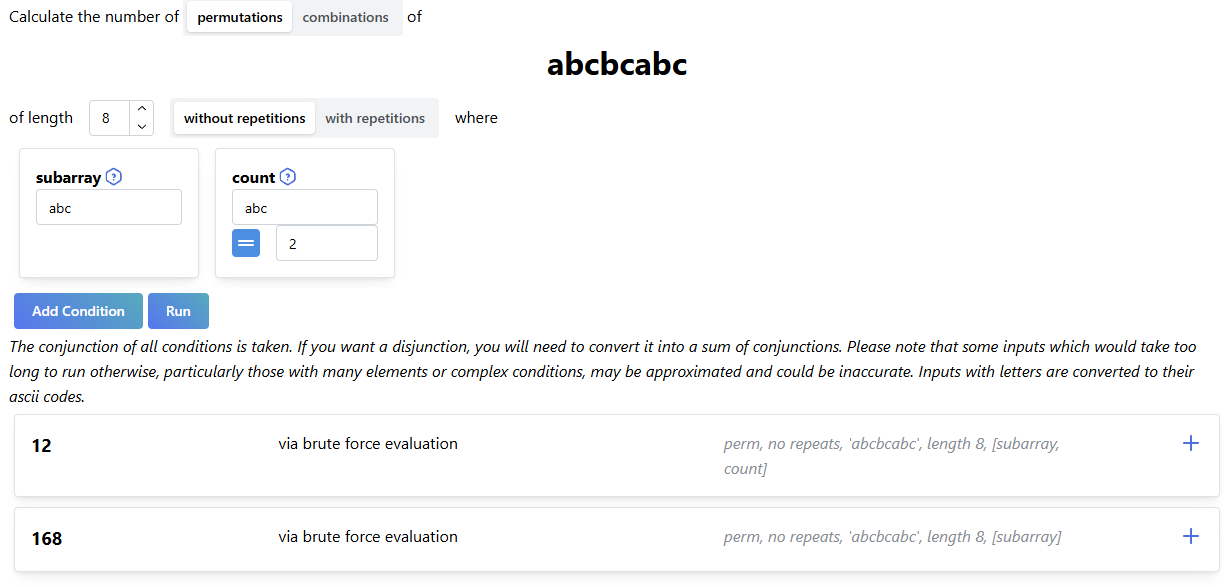 Calculate the number of permutations combinations of
abcbcabc
of length 8 without repetitions with repetitions where
subarray ? count ?
abc abc
= 2
Add Condition Run
The conjunction of all conditions is taken. If you want a disjunction, you will need to convert it into a sum of conjunctions. Please note that some inputs which would take too
long to run otherwise, particularly those with many elements or complex conditions, may be approximated and could be inaccurate. Inputs with letters are converted to their
ascii codes.
12 via brute force evaluation perm, no repeats, 'abcbcabc', length 8, [subarray,
count]
168 via brute force evaluation perm, no repeats, 'abcbcabc', length 8, [subarray]